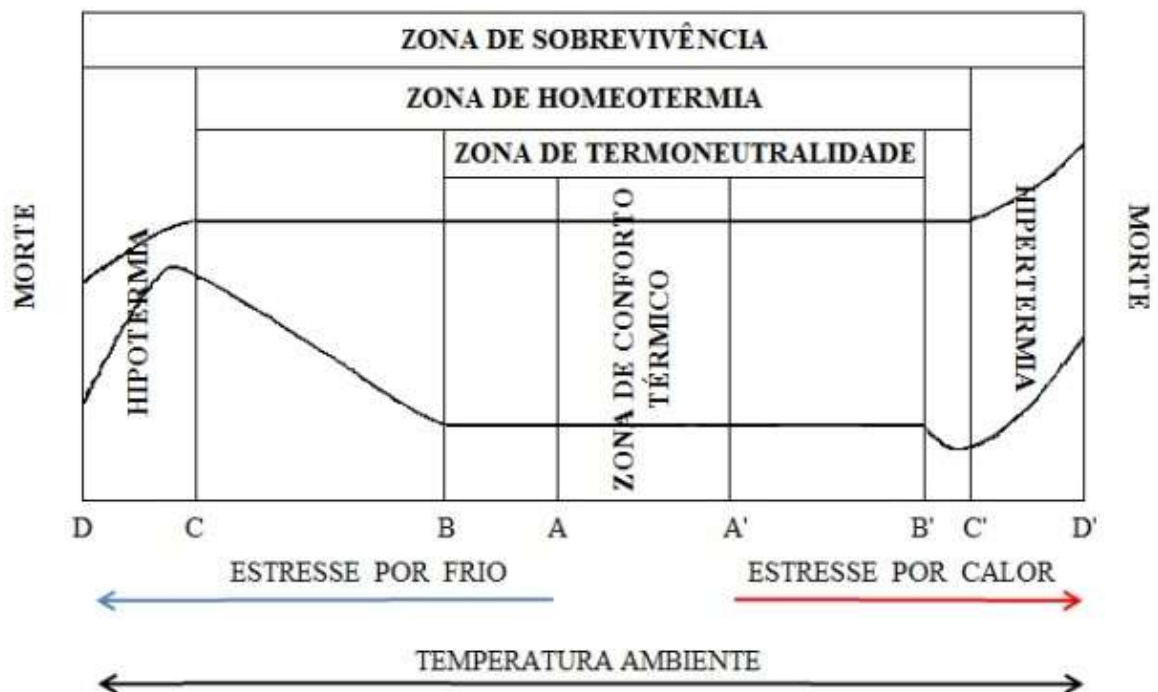 ZONA DE SOBREVIVÊNCIA
ZONA DE HOMEOTERMIA
ZONA DE TERMONEUTRALIDADE
MORTE
HIPOTERMIA
ZONA DE CONFORTO
TÉRMICO
HIPERTERMIA
MORTE
D C B A A' B' C' D'
ESTRESSE POR FRIO ESTRESSE POR CALOR
TEMPERATURA AMBIENTE